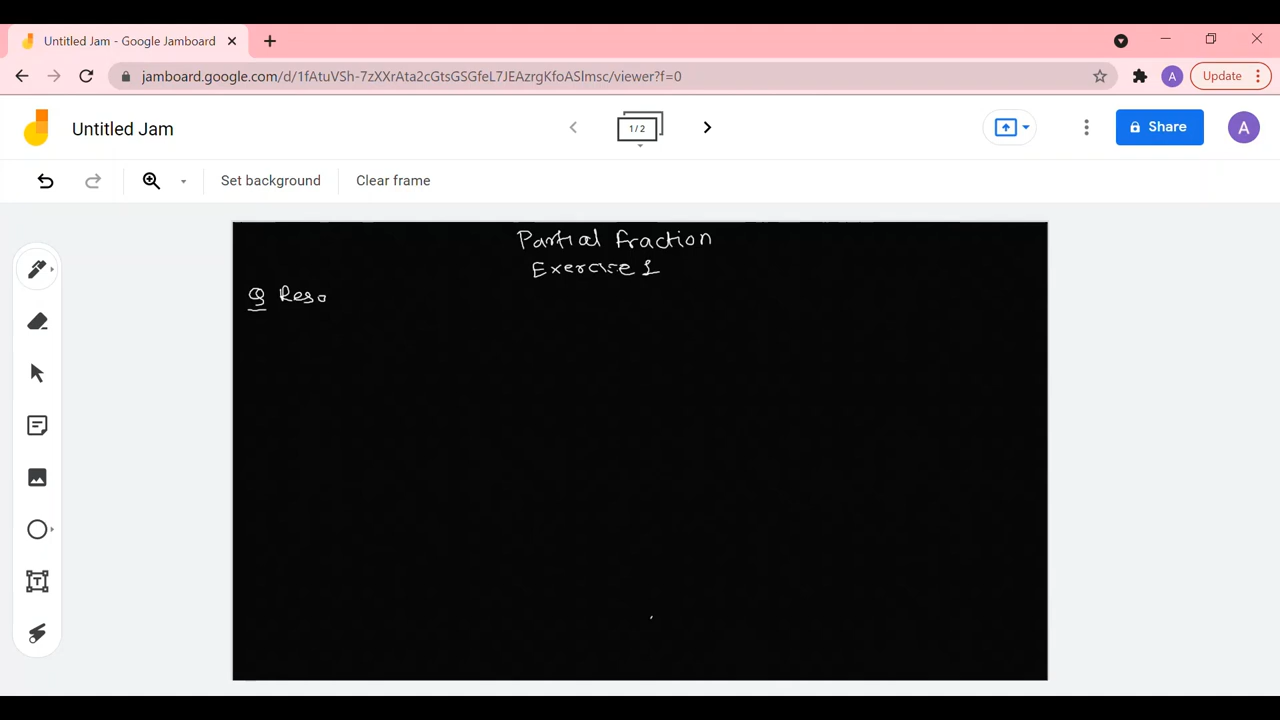 Untitled Jam - Google Jamboard
jamboard.google.com/d/1fAtuVSh-7zXXrAta2cGtsGSGfeL7JEAzrgKfoASlmsc/viewer?f=0
A
Update
Untitled Jam
1/2
Share
A
Set background
Clear frame
Partial Fraction
Exercise 1
Q Reso
T